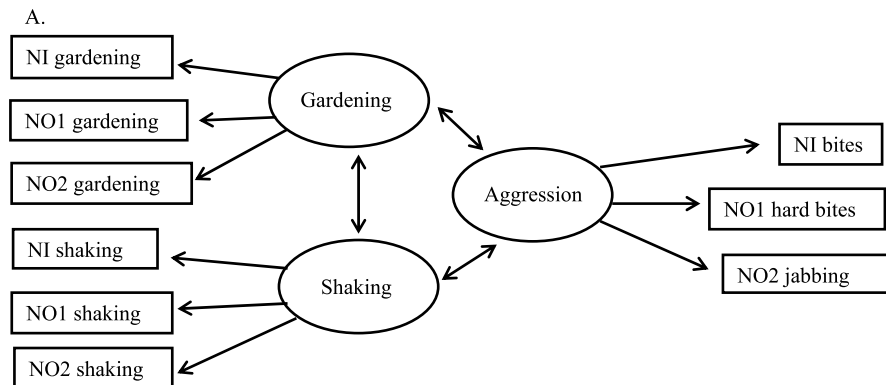 A.
NI gardening
NO1 gardening
NO2 gardening
NI shaking
NO1 shaking
NO2 shaking
Gardening
Shaking
Aggression
NI bites
NO1 hard bites
NO2 jabbing